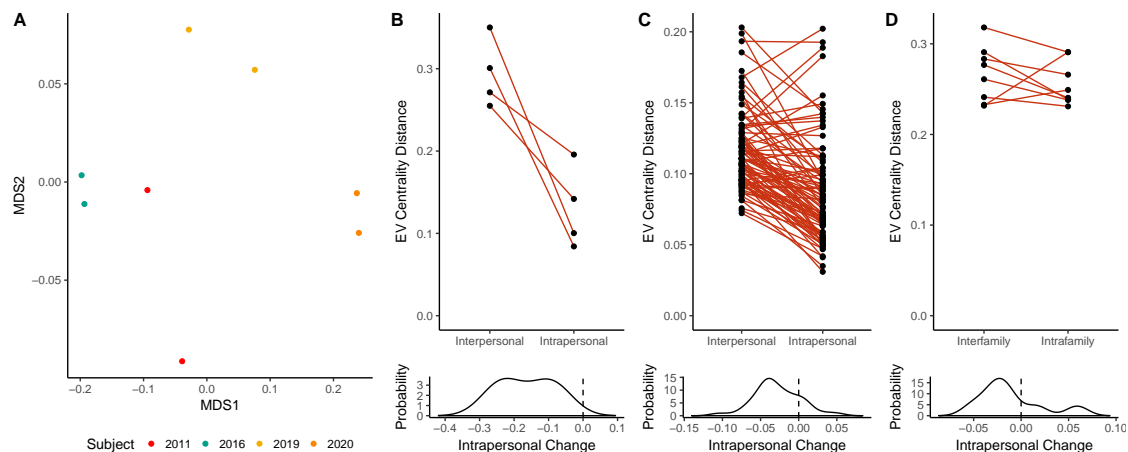 A
MDS2
0.05
0.00
−0.05
−0.2
−0.1
0.0
0.1
0.2
MDS1
Subject
2011
2016
2019
2020
B
EV Centrality Distance
0.3
0.2
0.1
0.0
Interpersonal
Intrapersonal
Probability
3
2
1
0
−0.4
−0.3
−0.2
−0.1
0.0
0.1
Intrapersonal Change
C
EV Centrality Distance
0.20
0.15
0.10
0.05
0.00
Interpersonal
Intrapersonal
Probability
15
10
5
0
−0.15
−0.10
−0.05
0.00
0.05
Intrapersonal Change
D
EV Centrality Distance
0.3
0.2
0.1
0.0
Interfamily
Intrafamily
Probability
15
10
5
0
−0.05
0.00
0.05
0.10
Intrapersonal Change